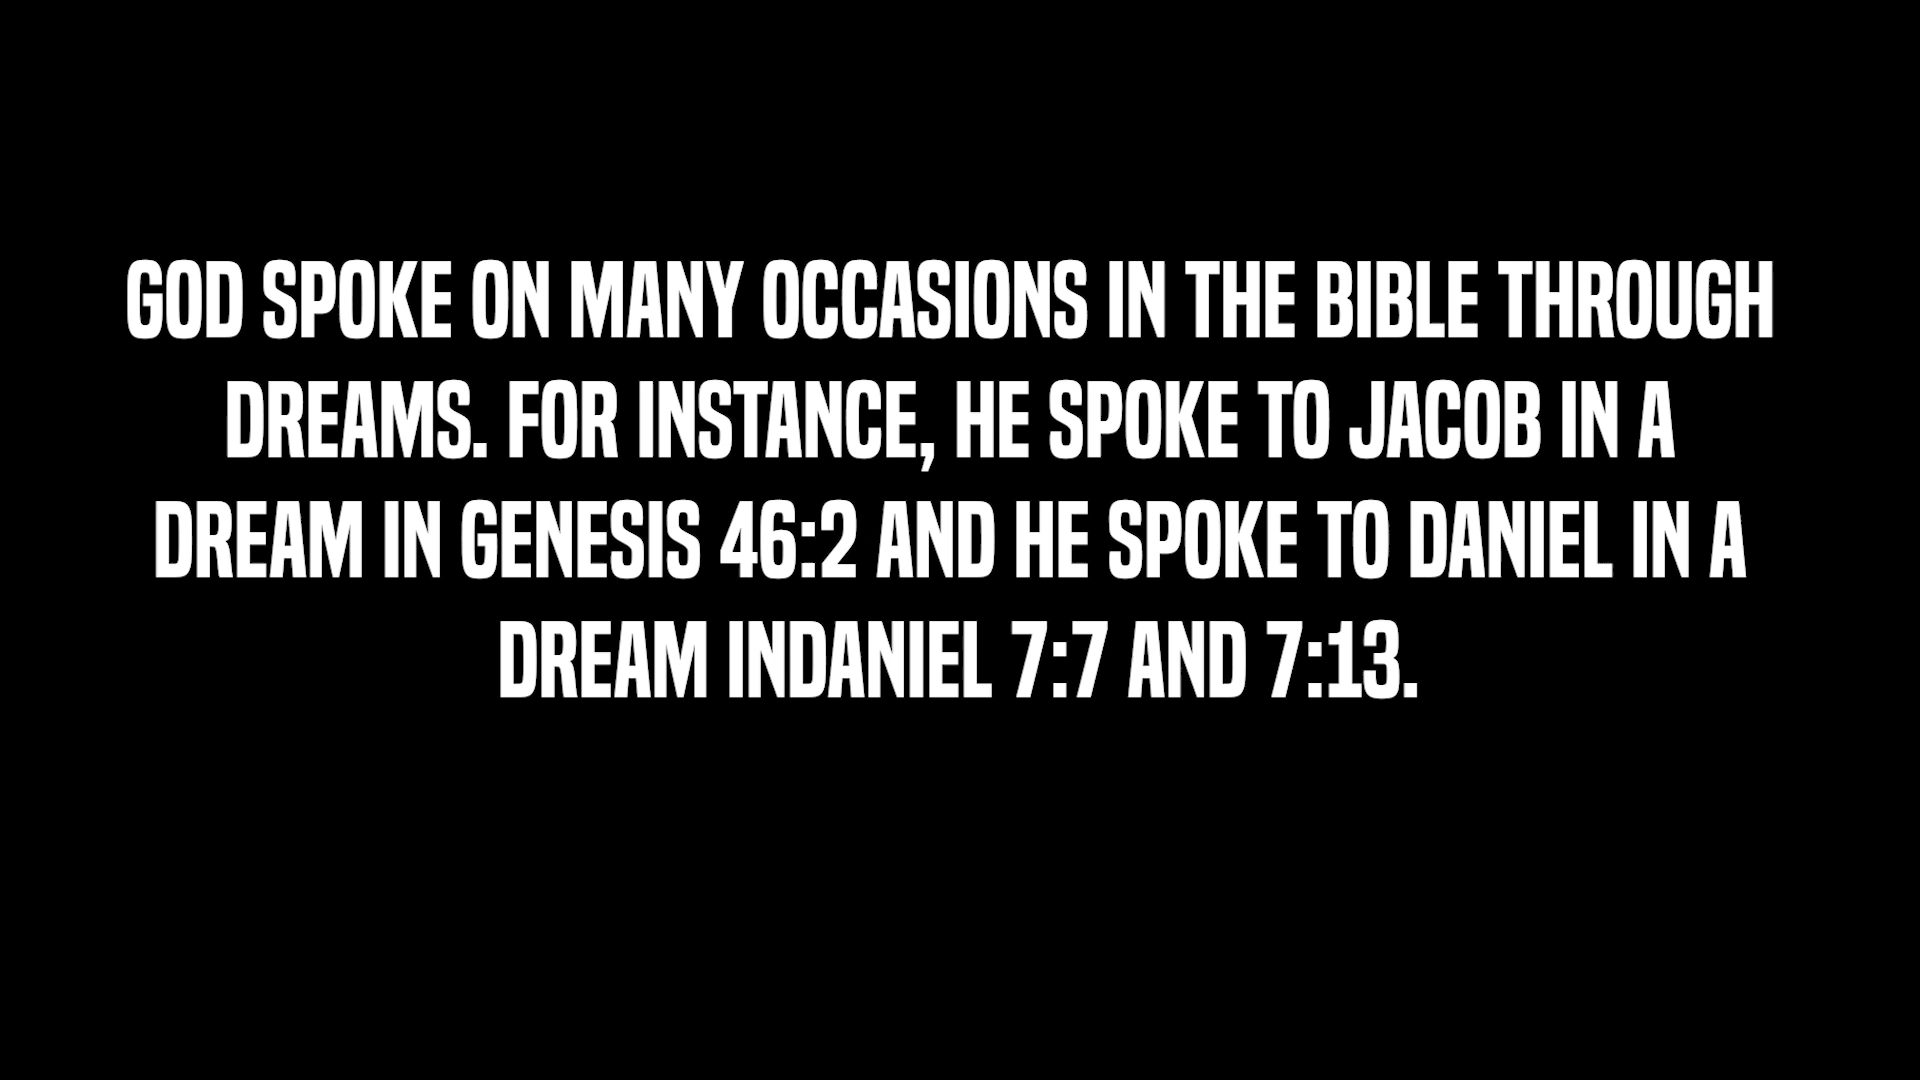 GOD SPOKE ON MANY OCCASIONS IN THE BIBLE THROUGH
DREAMS. FOR INSTANCE, HE SPOKE TO JACOB IN A
DREAM IN GENESIS 46:2 AND HE SPOKE TO DANIEL IN A
DREAM INDANIEL 7:7 AND 7:13.